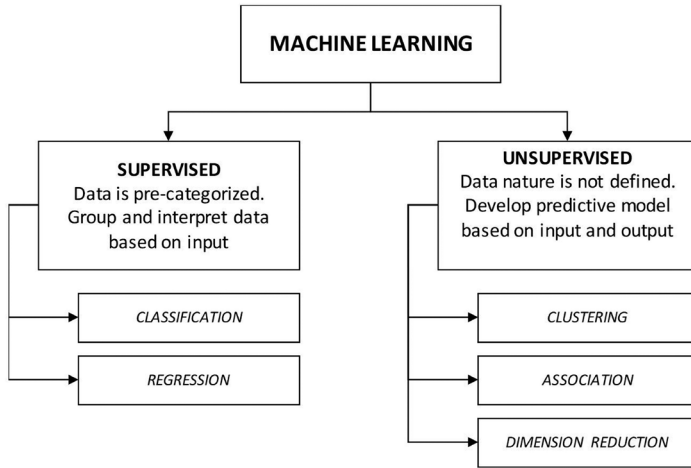 MACHINE LEARNING
SUPERVISED
Data is pre-categorized.
Group and interpret data
based on input
CLASSIFICATION
REGRESSION
UNSUPERVISED
Data nature is not defined.
Develop predictive model
based on input and output
CLUSTERING
ASSOCIATION
DIMENSION REDUCTION